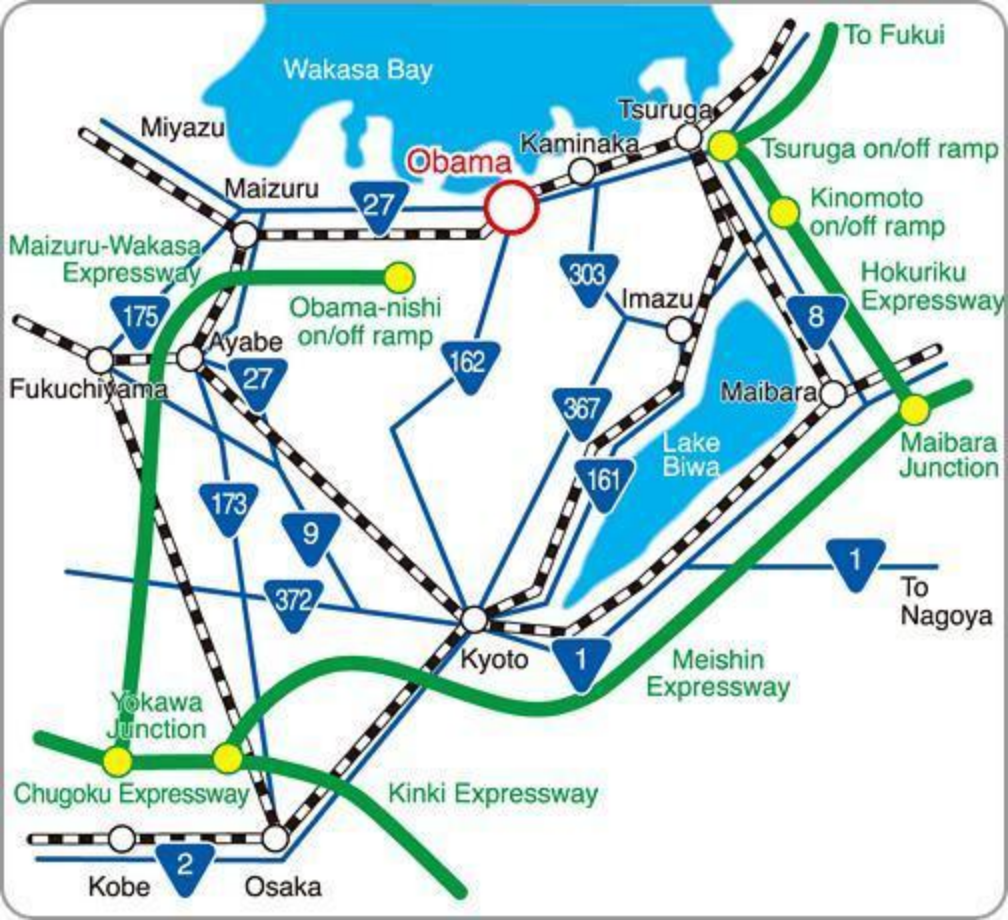 To Fukui
Wakasa Bay
Tsuruga
Miyazu
Kaminaka
Obama
Tsuruga on/off ramp
Maizuru
27
Kinomoto
on/off ramp
Maizuru-Wakasa
Expressway
303
Hokuriku
Expressway
Obama-nishi
on/off ramp
Imazu
175
8
Ayabe
162
27
Fukuchiyama
Maibara
367
Lake
Biwa
Maibara
Junction
161
173
9
1
To
Nagoya
372
Kyoto
1
Meishin
Expressway
Yokawa
Junction
Chugoku Expressway
Kinki Expressway
2
Kobe
Osaka